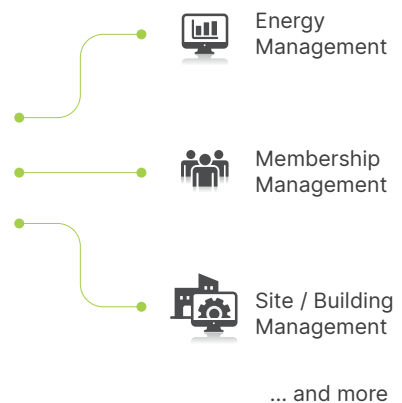 Energy
Management
Membership
Management
Site / Building
Management
... and more